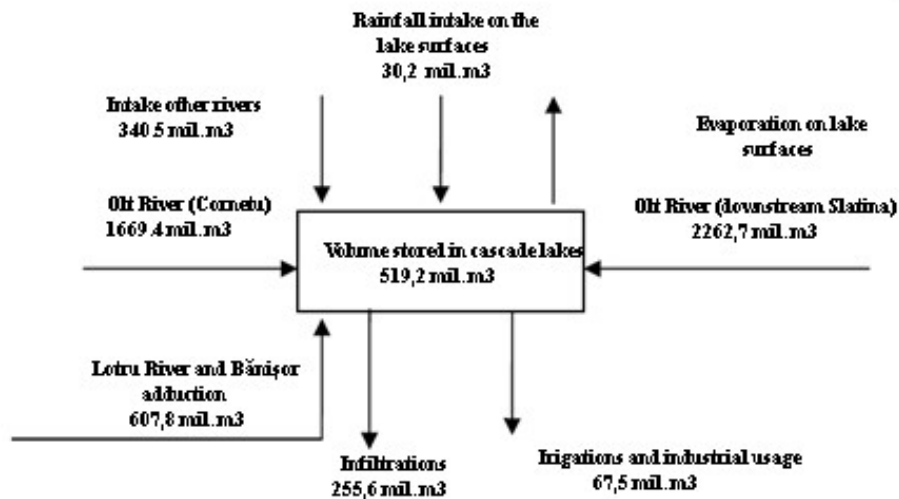 Rainfall intake on the
lake surfaces
30,2 mil.m3
Intake other rivers
340.5 mil.m3
Evaporation on lake
surfaces
Olt River (Cornetu)
1669.4 mil.m3
Olt River (downstream Slatina)
2262,7 mil.m3
Volume stored in cascade lakes
519,2 mil.m3
Lotru River and Bănişor
adduction
607,8 mil.m3
Infiltrations
255,6 mil.m3
Irigations and industrial usage
67,5 mil.m3